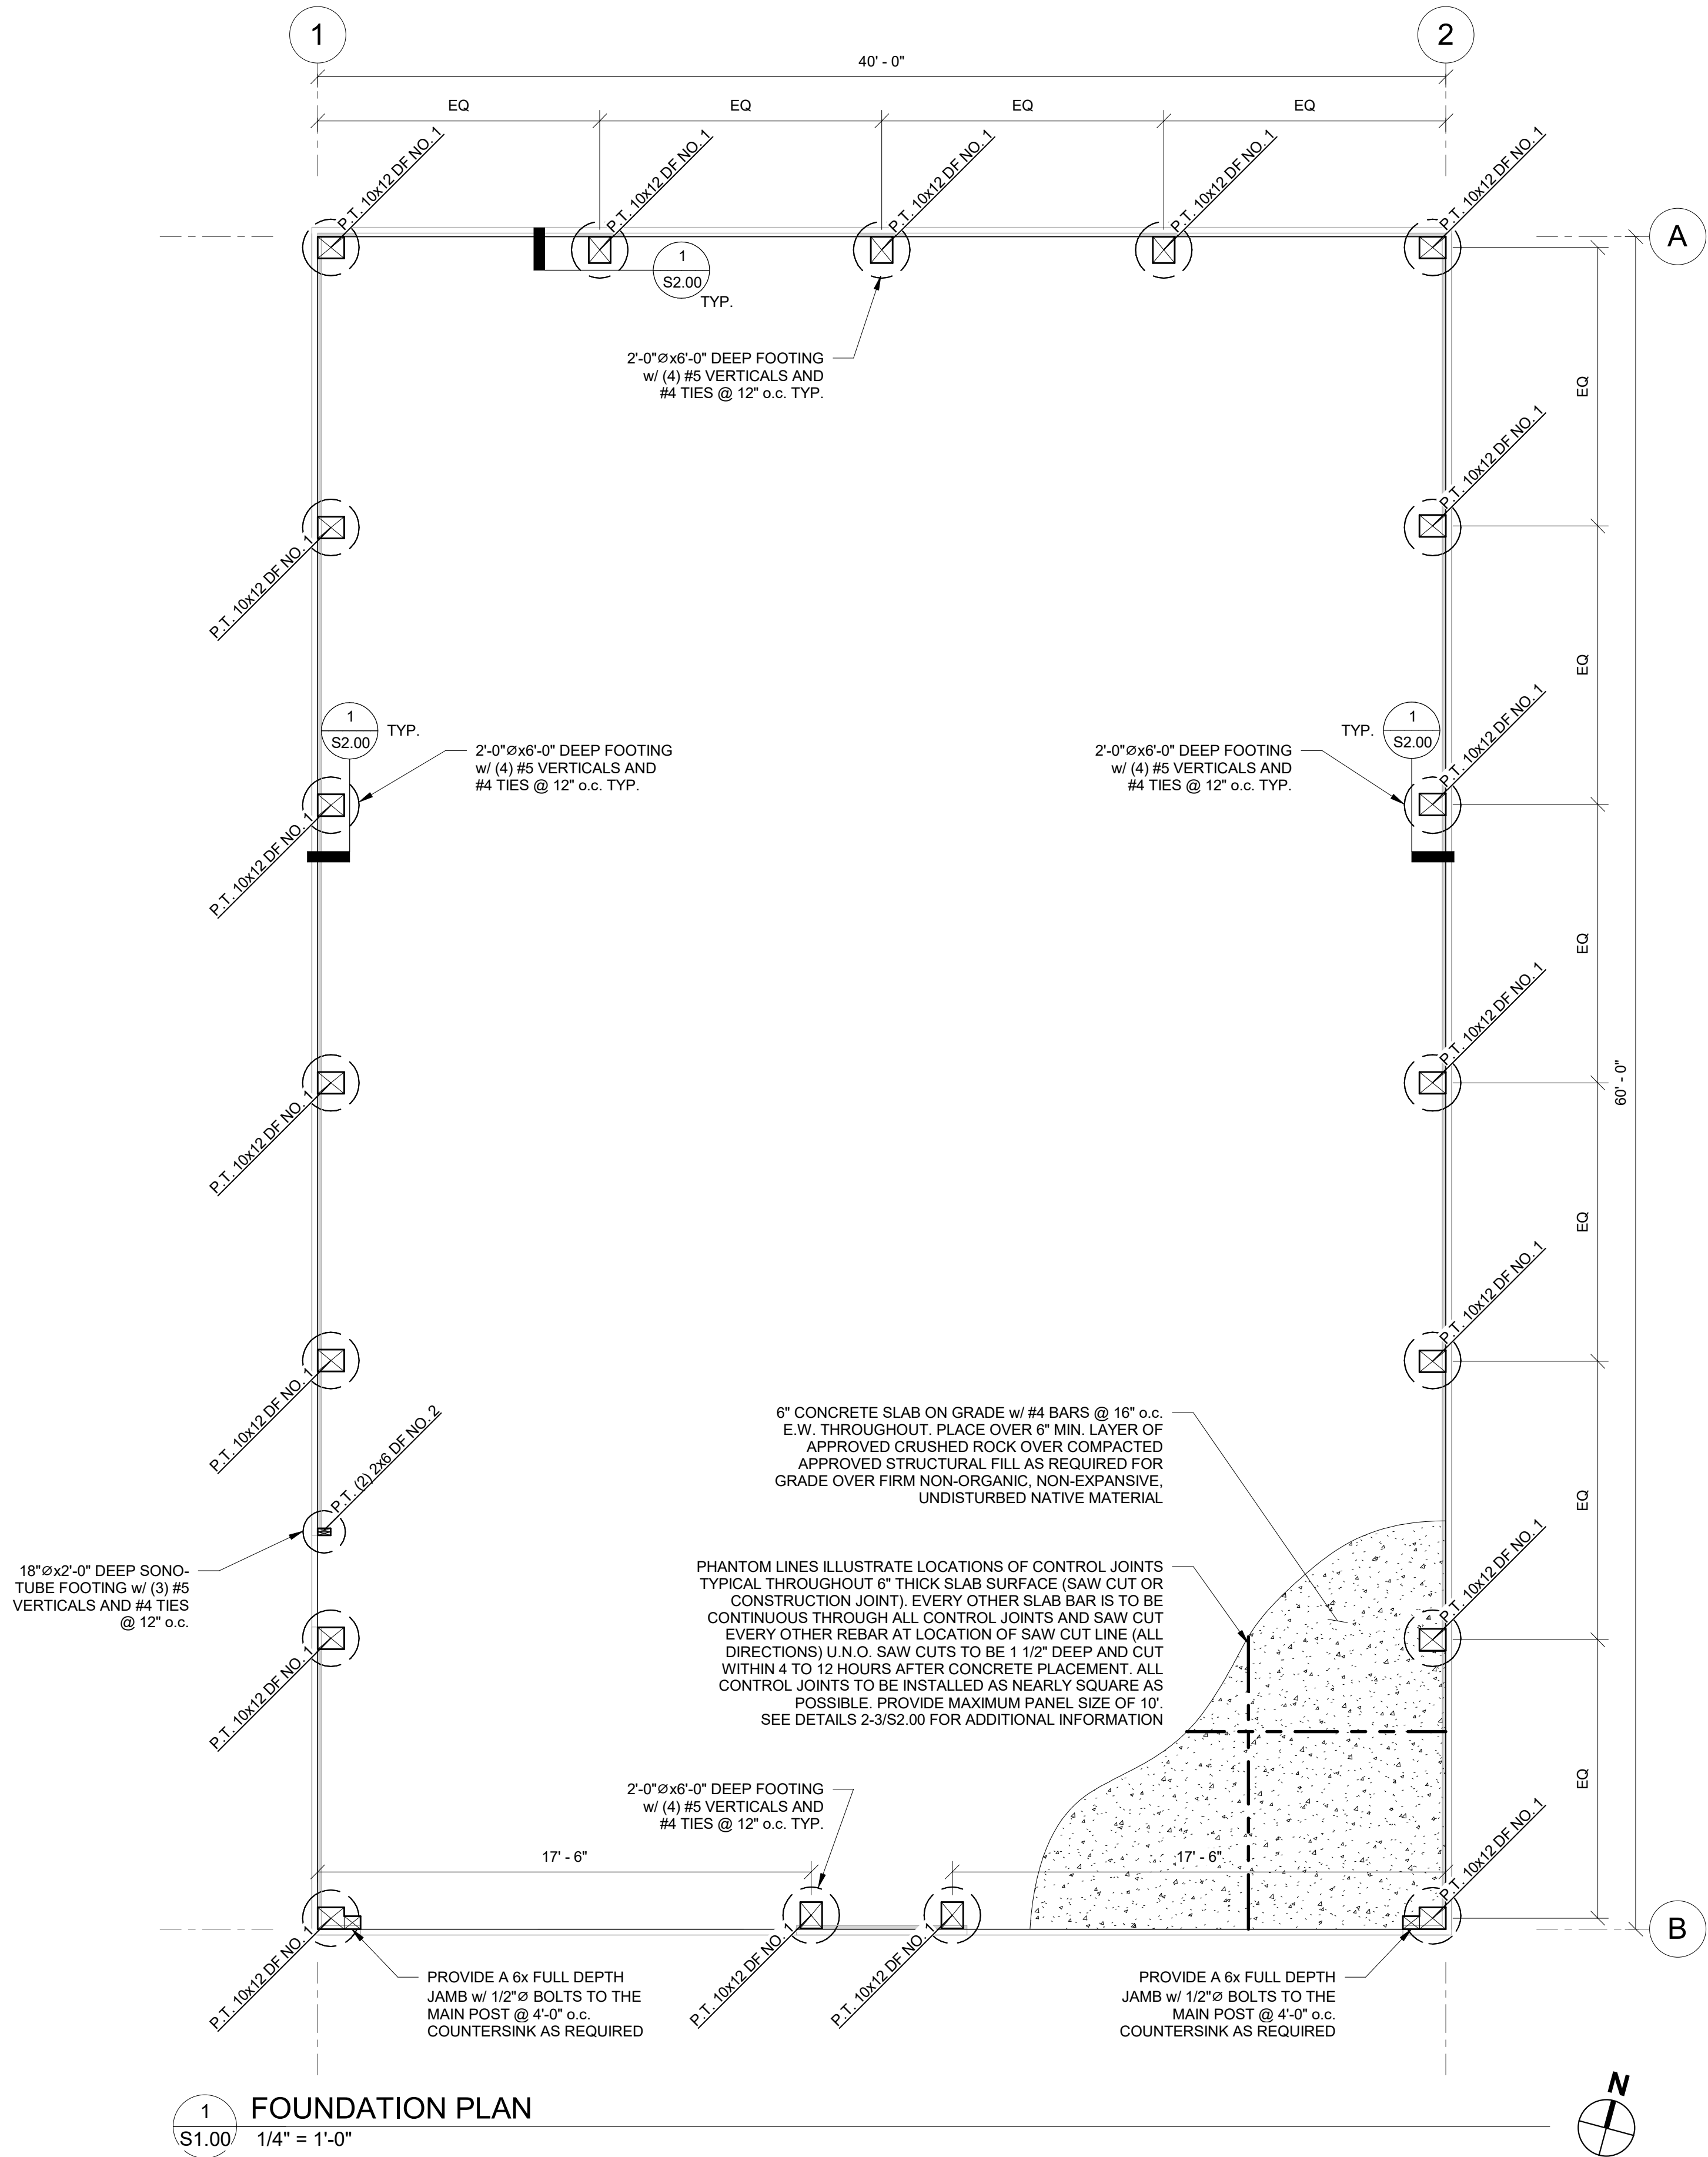 1
2
40' - 0"
EQ
EQ
EQ
EQ
P.T. 10x12 DF NO. 1
P.T. 10x12 DF NO. 1
P.T. 10x12 DF NO. 1
P.T. 10x12 DF NO. 1
P.T. 10x12 DF NO. 1
A
1
S2.00
TYP.
2'-0"Øx6'-0" DEEP FOOTING
w/ (4) #5 VERTICALS AND
#4 TIES @ 12" o.c. TYP.
EQ
P.T. 10x12 DF NO. 1
P.T. 10x12 DF NO. 1
EQ
1
S2.00
TYP.
2'-0"Øx6'-0" DEEP FOOTING
w/ (4) #5 VERTICALS AND
#4 TIES @ 12" o.c. TYP.
2'-0"Øx6'-0" DEEP FOOTING
w/ (4) #5 VERTICALS AND
#4 TIES @ 12" o.c. TYP.
TYP.
1
S2.00
P.T. 10x12 DF NO. 1
P.T. 10x12 DF NO. 1
EQ
P.T. 10x12 DF NO. 1
P.T. 10x12 DF NO. 1
60' - 0"
EQ
P.T. 10x12 DF NO. 1
P.T. 10x12 DF NO. 1
P.T. (2) 2x6 DF NO. 2
6" CONCRETE SLAB ON GRADE w/ #4 BARS @ 16" o.c.
E.W. THROUGHOUT. PLACE OVER 6" MIN. LAYER OF
APPROVED CRUSHED ROCK OVER COMPACTED
APPROVED STRUCTURAL FILL AS REQUIRED FOR
GRADE OVER FIRM NON-ORGANIC, NON-EXPANSIVE,
UNDISTURBED NATIVE MATERIAL
EQ
18"Øx2'-0" DEEP SONO-
TUBE FOOTING w/ (3) #5
VERTICALS AND #4 TIES
@ 12" o.c.
PHANTOM LINES ILLUSTRATE LOCATIONS OF CONTROL JOINTS
TYPICAL THROUGHOUT 6" THICK SLAB SURFACE (SAW CUT OR
CONSTRUCTION JOINT). EVERY OTHER SLAB BAR IS TO BE
CONTINUOUS THROUGH ALL CONTROL JOINTS AND SAW CUT
EVERY OTHER REBAR AT LOCATION OF SAW CUT LINE (ALL
DIRECTIONS) U.N.O. SAW CUTS TO BE 1 1/2" DEEP AND CUT
WITHIN 4 TO 12 HOURS AFTER CONCRETE PLACEMENT. ALL
CONTROL JOINTS TO BE INSTALLED AS NEARLY SQUARE AS
POSSIBLE. PROVIDE MAXIMUM PANEL SIZE OF 10'.
SEE DETAILS 2-3/S2.00 FOR ADDITIONAL INFORMATION
P.T. 10x12 DF NO. 1
P.T. 10x12 DF NO. 1
EQ
2'-0"Øx6'-0" DEEP FOOTING
w/ (4) #5 VERTICALS AND
#4 TIES @ 12" o.c. TYP.
17' - 6"
17' - 6"
P.T. 10x12 DF NO. 1
B
P.T. 10x12 DF NO. 1
P.T. 10x12 DF NO. 1
P.T. 10x12 DF NO. 1
PROVIDE A 6x FULL DEPTH
JAMB w/ 1/2"Ø BOLTS TO THE
MAIN POST @ 4'-0" o.c.
COUNTERSINK AS REQUIRED
PROVIDE A 6x FULL DEPTH
JAMB w/ 1/2"Ø BOLTS TO THE
MAIN POST @ 4'-0" o.c.
COUNTERSINK AS REQUIRED
1
S1.00
FOUNDATION PLAN
1/4" = 1'-0"
N